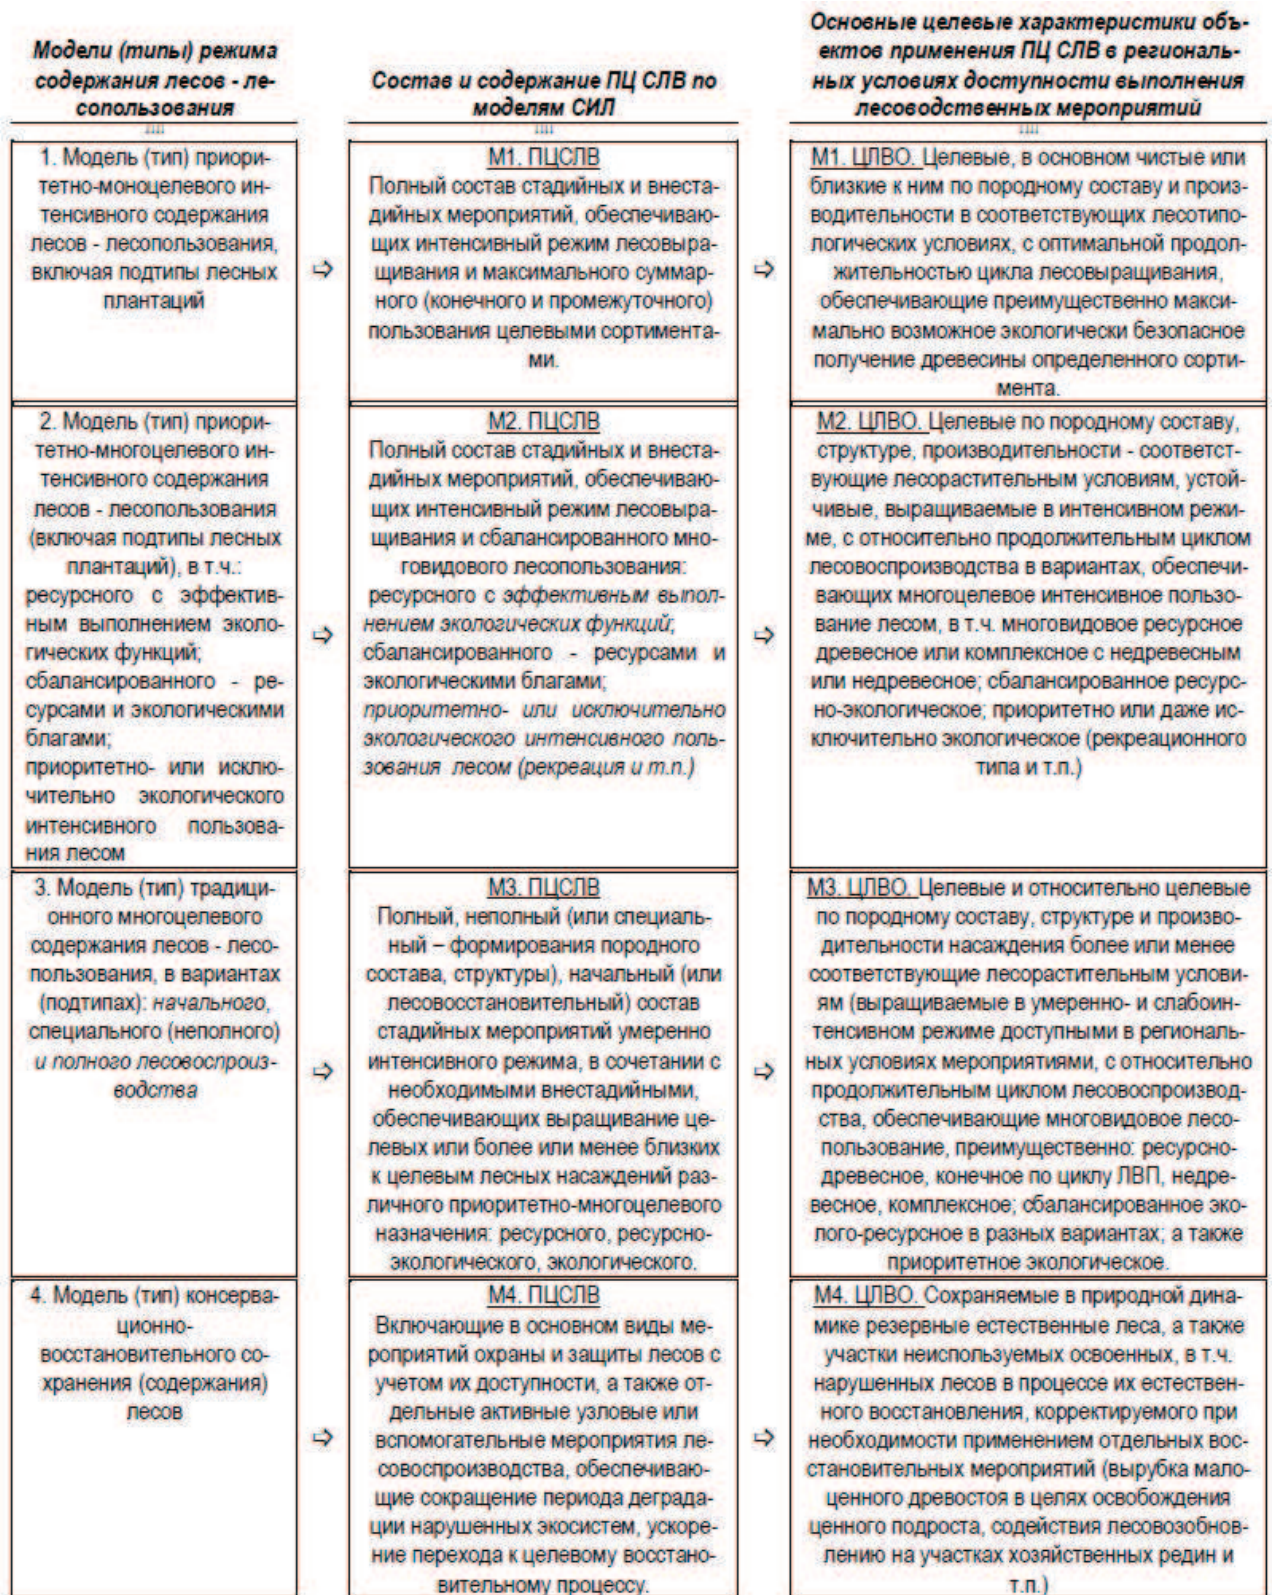 Модели (типы) режима
содержания лесов - ле-
сопользования
Состав и содержание ПЦ СЛВ по
моделям СИЛ
Основные целевые характеристики объ-
ектов применения ПЦ СЛВ в региональ-
ных условиях доступности выполнения
лесоводственных мероприятий
1. Модель (тип) приори-
тетно-моноцелевого ин-
тенсивного содержания
лесов - лесопользования,
включая подтипы лесных
плантаций
М1. ПЦСЛВ
Полный состав стадийных и внеста-
дийных мероприятий, обеспечиваю-
щих интенсивный режим лесовыра-
щивания и максимального суммар-
ного (конечного и промежуточного)
пользования целевыми сортимента-
ми.
М1. ЦЛВО. Целевые, в основном чистые или
близкие к ним по породному составу и произ-
водительности в соответствующих лесотипо-
логических условиях, с оптимальной продол-
жительностью цикла лесовыращивания,
обеспечивающие преимущественно макси-
мально возможное экологически безопасное
получение древесины определенного сорти-
мента.
2. Модель (тип) приори-
тетно-многоцелевого ин-
тенсивного содержания
лесов - лесопользования
(включая подтипы лесных
плантаций), в т.ч.:
ресурсного с эффектив-
ным выполнением эколо-
гических функций;
сбалансированного - ре-
сурсами и экологическими
благами;
приоритетно- или исклю-
чительно экологического
интенсивного пользова-
ния лесом
М2. ПЦСЛВ
Полный состав стадийных и внеста-
дийных мероприятий, обеспечиваю-
щих интенсивный режим лесовыра-
щивания и сбалансированного мно-
говидового лесопользования:
ресурсного с эффективным выпол-
нением экологических функций;
сбалансированного - ресурсами и
экологическими благами;
приоритетно- или исключительно
экологического интенсивного поль-
зования лесом (рекреация и т.п.)
М2. ЦЛВО. Целевые по породному составу,
структуре, производительности - соответст-
вующие лесорастительным условиям, устой-
чивые, выращиваемые в интенсивном режи-
ме, с относительно продолжительным циклом
лесовоспроизводства в вариантах, обеспечи-
вающих многоцелевое интенсивное пользо-
вание лесом, в т.ч. многовидовое ресурсное
древесное или комплексное с недревесным
или недревесное; сбалансированное ресурс-
но-экологическое; приоритетно или даже ис-
ключительно экологическое (рекреационного
типа и т.п.)
3. Модель (тип) традици-
онного многоцелевого
содержания лесов - лесо-
пользования, в вариантах
(подтипах): начального,
специального (неполного)
и полного лесовоспроиз-
водства
М3. ПЦСЛВ
Полный, неполный (или специаль-
ный – формирования породного
состава, структуры), начальный (или
лесовосстановительный) состав
стадийных мероприятий умеренно
интенсивного режима, в сочетании с
необходимыми внестадийными,
обеспечивающих выращивание це-
левых или более или менее близких
к целевым лесных насаждений раз-
личного приоритетно-многоцелевого
назначения: ресурсного, ресурсно-
экологического, экологического.
М3. ЦЛВО. Целевые и относительно целевые
по породному составу, структуре и произво-
дительности насаждения более или менее
соответствующие лесорастительным услови-
ям (выращиваемые в умеренно- и слабоин-
тенсивном режиме доступными в региональ-
ных условиях мероприятиями, с относительно
продолжительным циклом лесовоспроизвод-
ства, обеспечивающие многовидовое лесо-
пользование, преимущественно: ресурсно-
древесное, конечное по циклу ЛВП, недре-
весное, комплексное; сбалансированное эко-
лого-ресурсное в разных вариантах; а также
приоритетное экологическое.
4. Модель (тип) консерва-
ционно-
восстановительного со-
хранения (содержания)
лесов
М4. ПЦСЛВ
Включающие в основном виды ме-
роприятий охраны и защиты лесов с
учетом их доступности, а также от-
дельные активные узловые или
вспомогательные мероприятия ле-
совоспроизводства, обеспечиваю-
щие сокращение периода деграда-
ции нарушенных экосистем, ускоре-
ние перехода к целевому восстано-
вительному процессу.
М4. ЦЛВО. Сохраняемые в природной дина-
мике резервные естественные леса, а также
участки неиспользуемых освоенных, в т.ч.
нарушенных лесов в процессе их естествен-
ного восстановления, корректируемого при
необходимости применением отдельных вос-
становительных мероприятий (вырубка мало-
ценного древостоя в целях освобождения
ценного подроста, содействия лесовозобнов-
лению на участках хозяйственных редин и
т.п.)